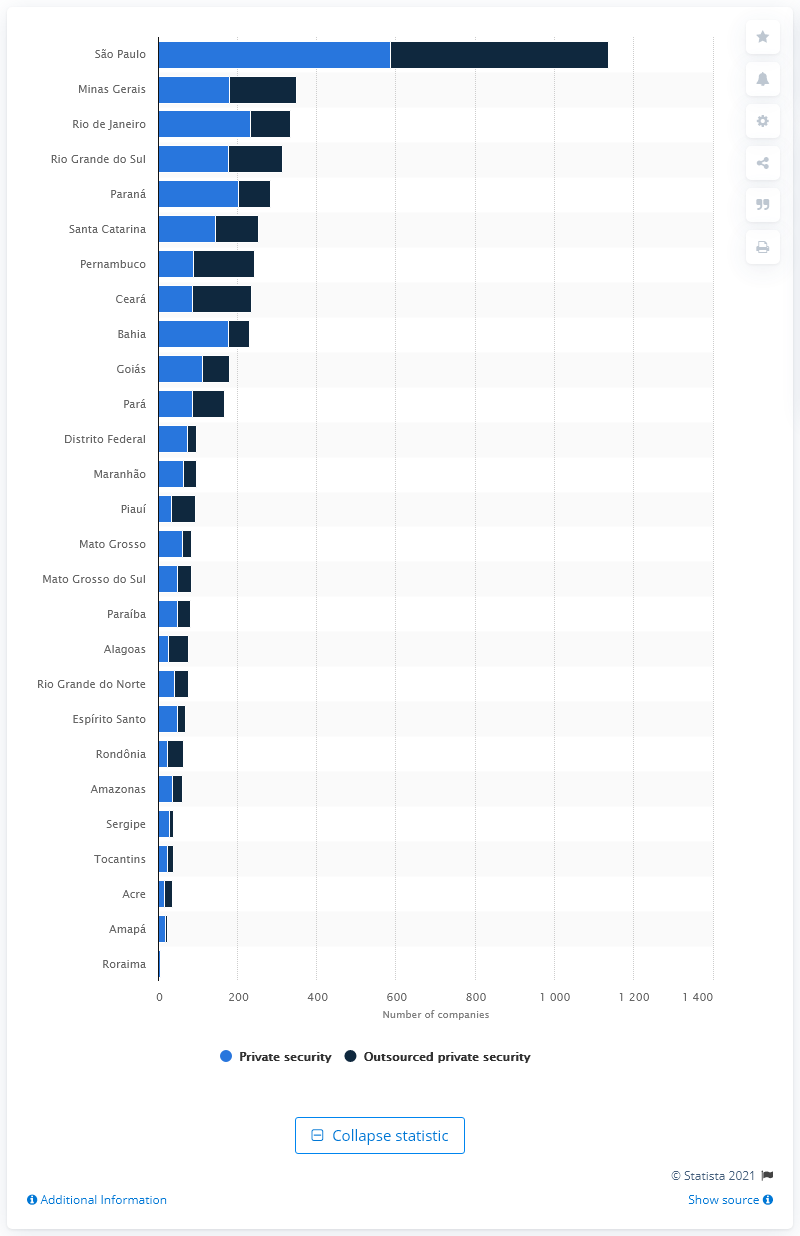 São Paulo
Minas Gerais
Rio de Janeiro
Rio Grande do Sul
Paraná
Santa Catarina
Pernambuco
Ceará
Bahia
Goiás
Pará
Distrito Federal
Maranhão
Piauí
Mato Grosso
Mato Grosso do Sul
Paraíba
Alagoas
Rio Grande do Norte
Espírito Santo
Rondônia
Amazonas
Sergipe
Tocantins
Acre
Amapá
Roraima
0 200 400 600 800 1 000 1 200 1 400
Number of companies
Private security Outsourced private security
Collapse statistic
© Statista 2021
Additional Information Show source